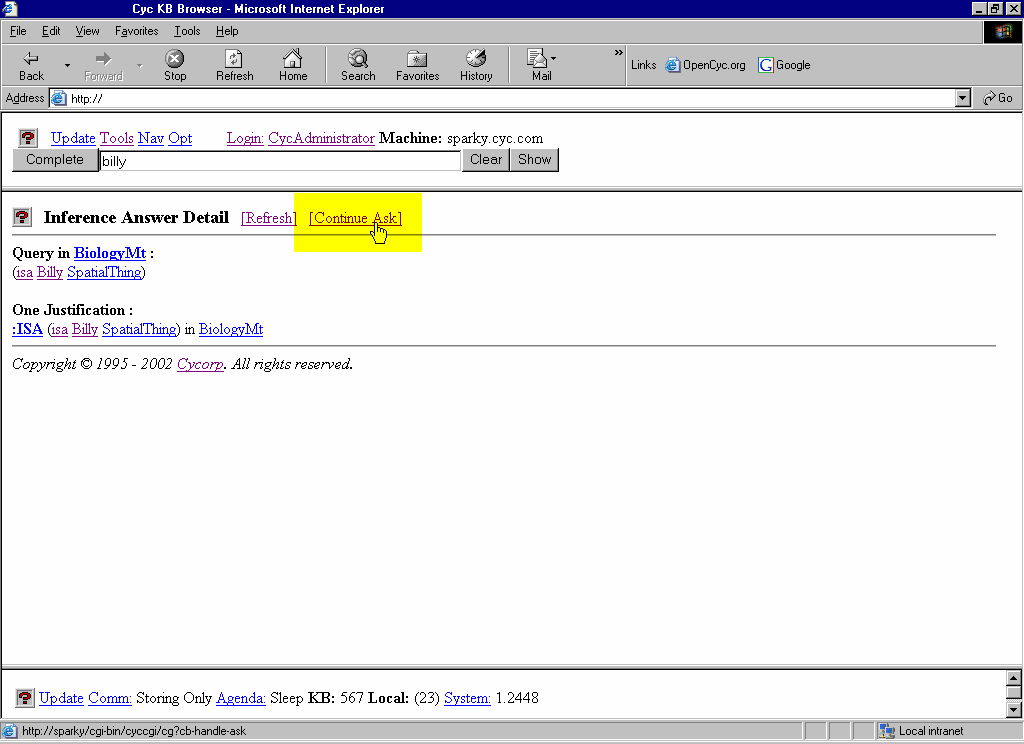 Cyc KB Browser - Microsoft Internet Explorer
File Edit View Favorites Tools Help
Back Forward Stop Refresh Home Search Favorites History Mail » Links OpenCyc.org G Google
Address http:// Go
? Update Tools Nav Opt Login: CycAdministrator Machine: sparky.cyc.com
Complete billy Clear Show
? Inference Answer Detail [Refresh] [Continue Ask]
Query in BiologyMt :
(isa Billy SpatialThing)
One Justification :
:ISA (isa Billy SpatialThing) in BiologyMt
Copyright © 1995 - 2002 Cycorp. All rights reserved.
? Update Comm: Storing Only Agenda: Sleep KB: 567 Local: (23) System: 1.2448
http://sparky/cgi-bin/cyccgi/cg?cb-handle-ask Local intranet